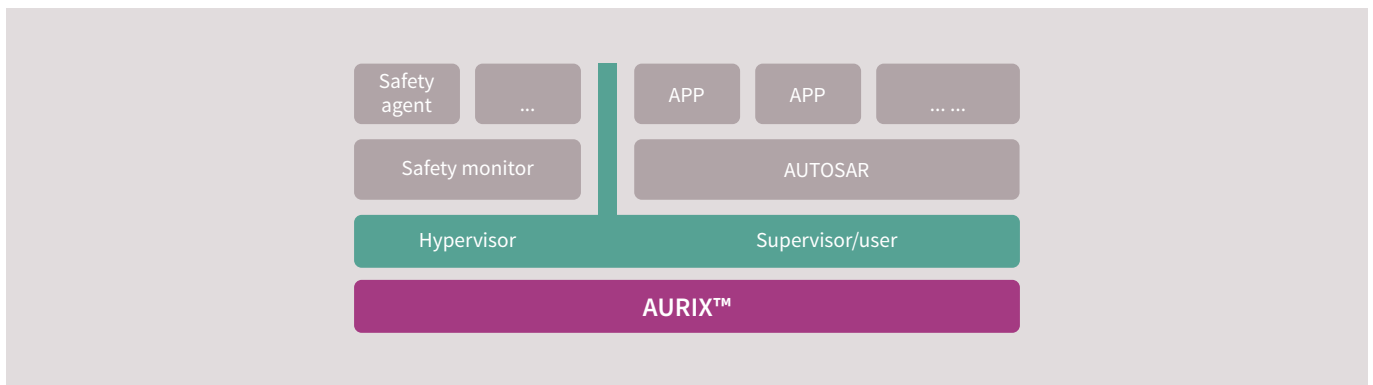 Safety
agent
...
APP
APP
... ...
Safety monitor
AUTOSAR
Hypervisor
Supervisor/user
AURIX™